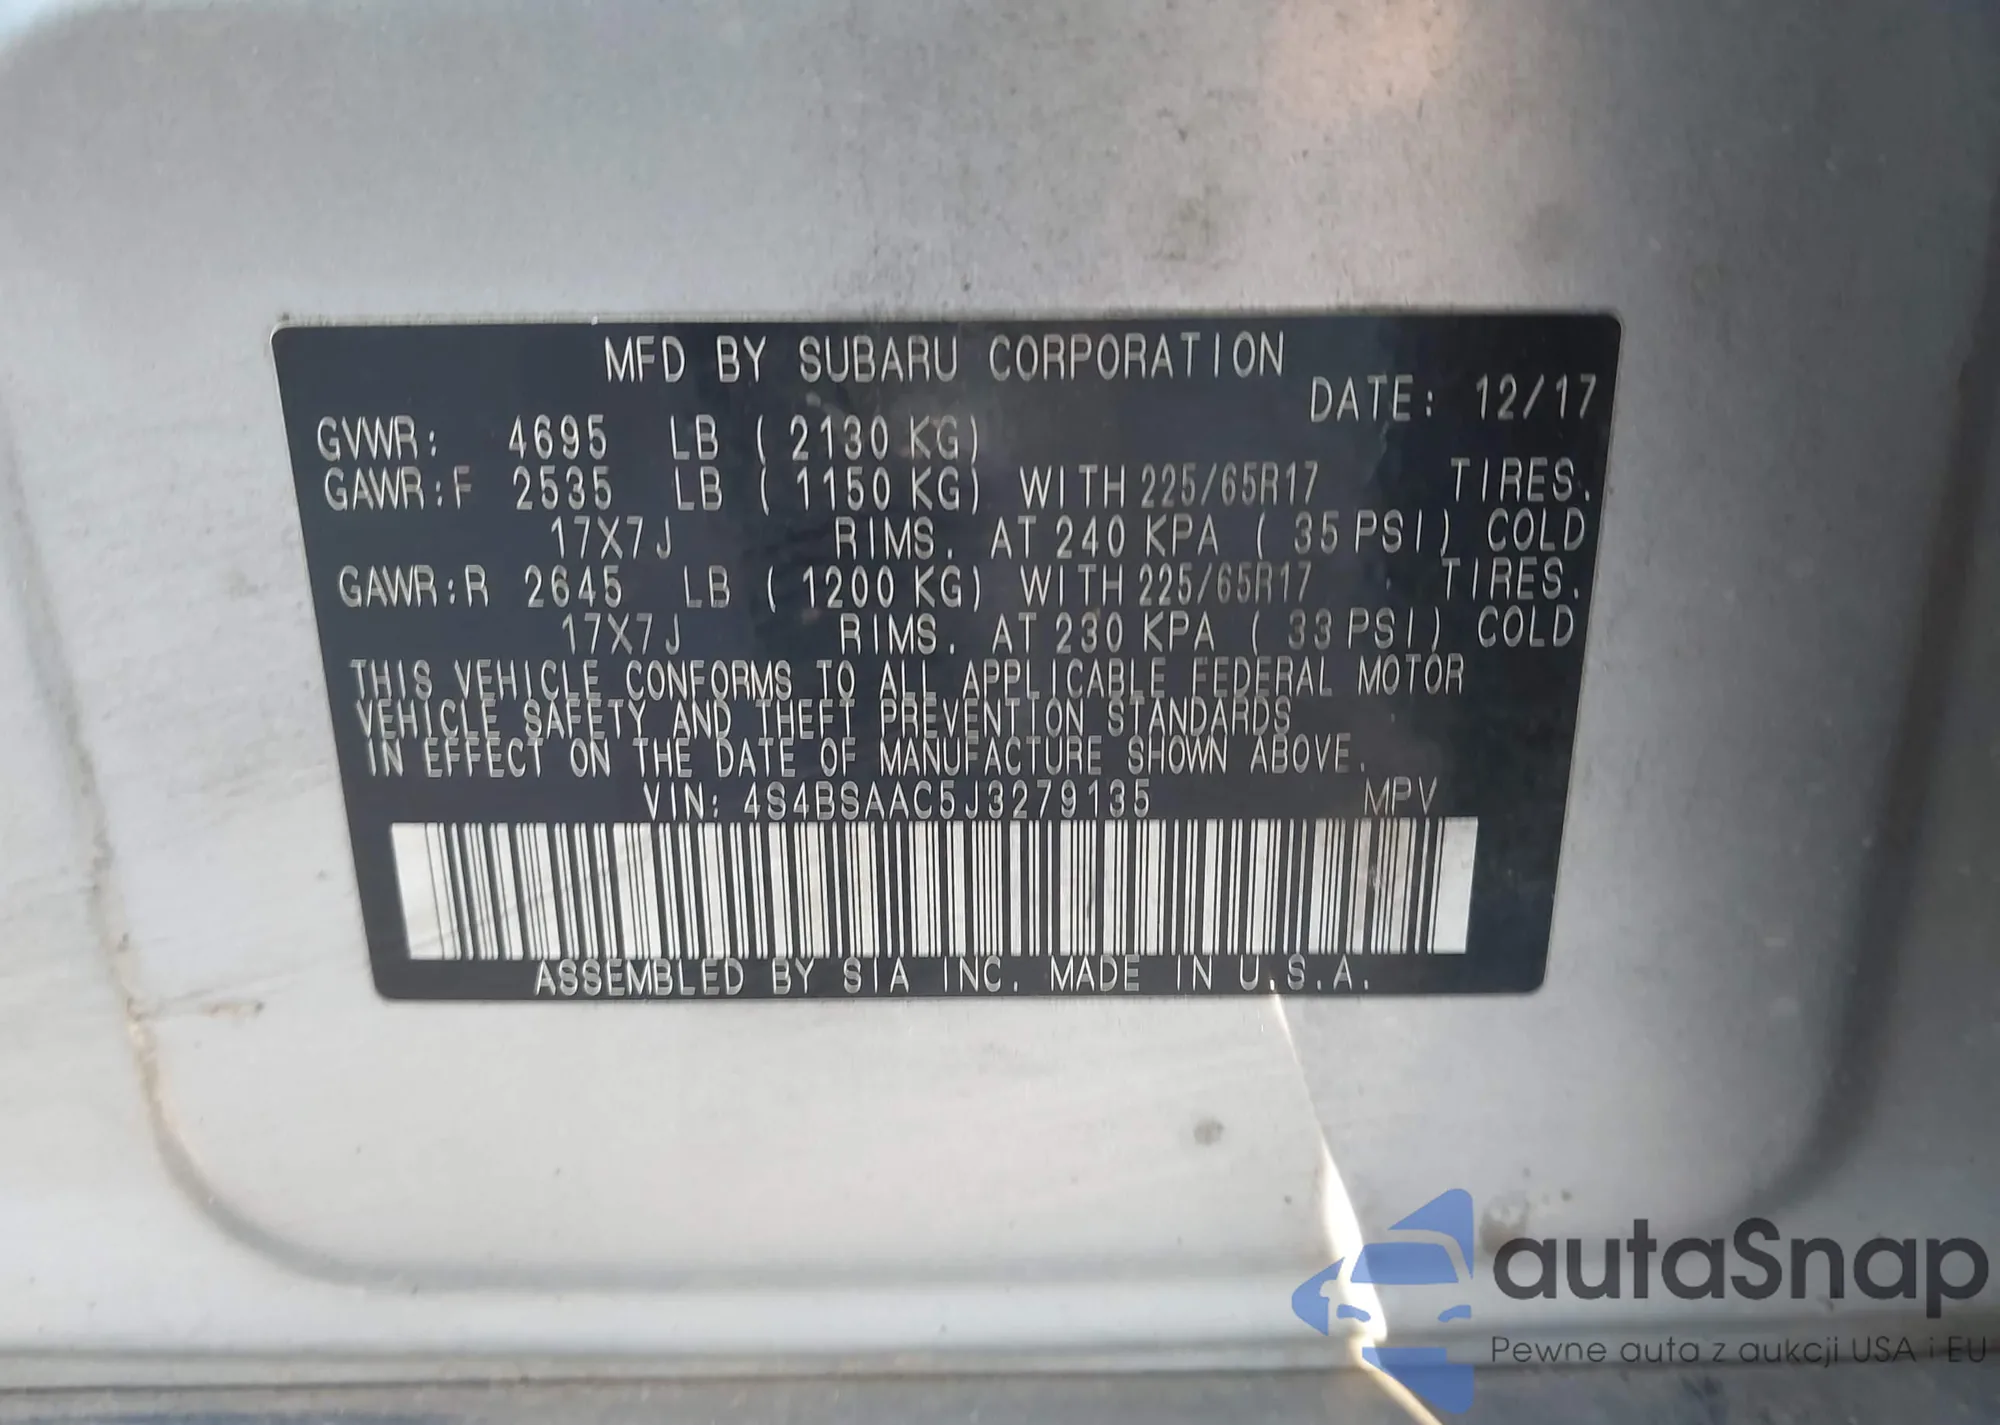 MFD BY SUBARU CORPORATION
DATE: 12/17
GVWR: 4695 LB ( 2130 KG)
GAWR:F 2535 LB ( 1150 KG) WITH 225/65R17 TIRES.
17X7J RIMS. AT 240 KPA ( 35 PSI) COLD
GAWR:R 2645 LB ( 1200 KG) WITH 225/65R17 TIRES.
17X7J RIMS. AT 230 KPA ( 33 PSI) COLD
THIS VEHICLE CONFORMS TO ALL APPLICABLE FEDERAL MOTOR
VEHICLE SAFETY AND THEFT PREVENTION STANDARDS
IN EFFECT ON THE DATE OF MANUFACTURE SHOWN ABOVE.
VIN: 4S4BSAAC5J3279135 MPV
ASSEMBLED BY SIA INC. MADE IN U.S.A.
autaSnap
Pewne auta z aukcji USA i EU